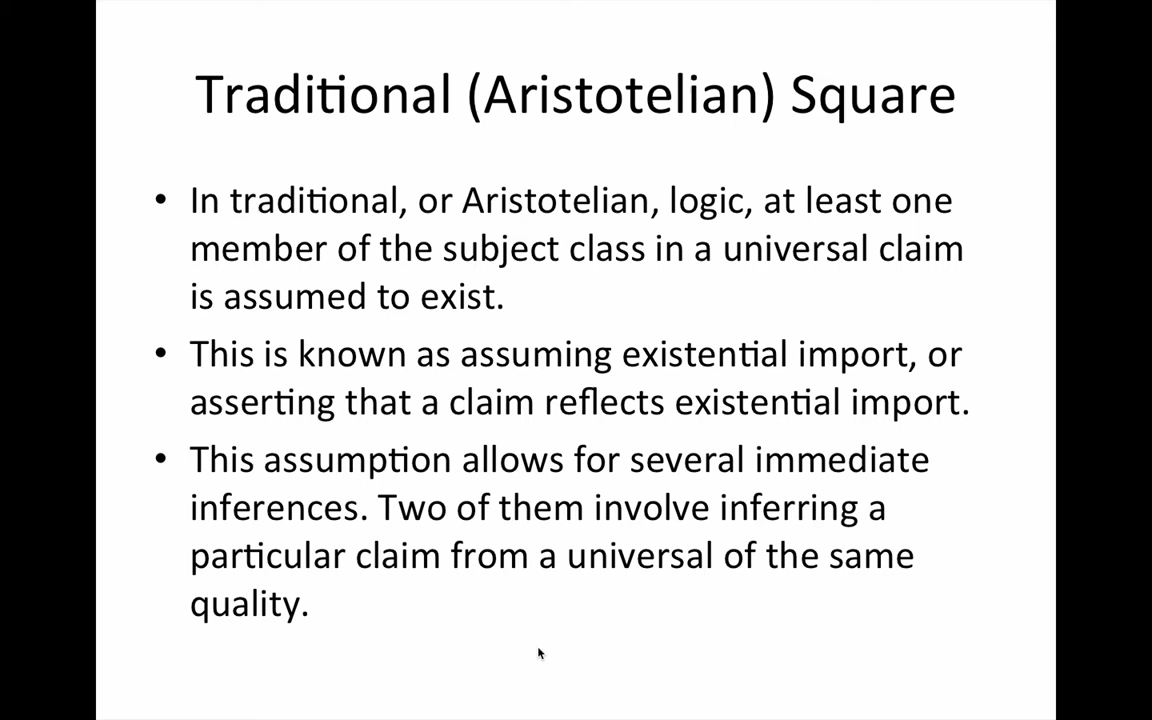 Traditional (Aristotelian) Square
• In traditional, or Aristotelian, logic, at least one
member of the subject class in a universal claim
is assumed to exist.
• This is known as assuming existential import, or
asserting that a claim reflects existential import.
• This assumption allows for several immediate
inferences. Two of them involve inferring a
particular claim from a universal of the same
quality.